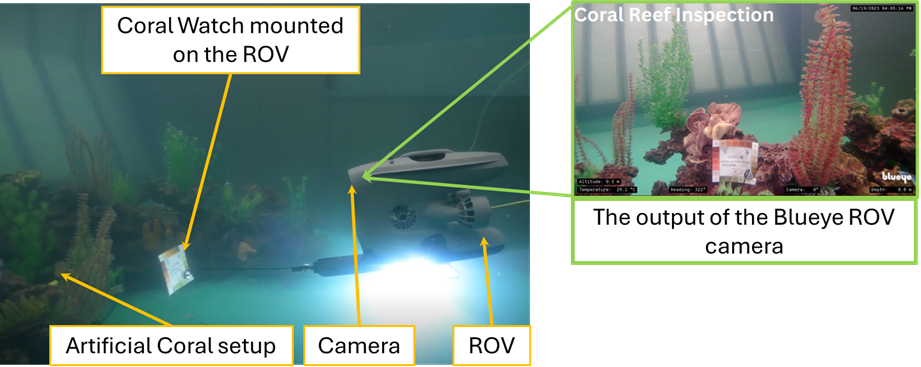 Coral Watch mounted
on the ROV
Artificial Coral setup
Camera
ROV
Coral Reef Inspection
06/19/2023 04:05:16 PM
Altitude: 0.3 m
Temperature: 29.1 °C
Heading: 322°
Camera: 0°
Depth: 0.8 m
blueye
The output of the Blueye ROV
camera